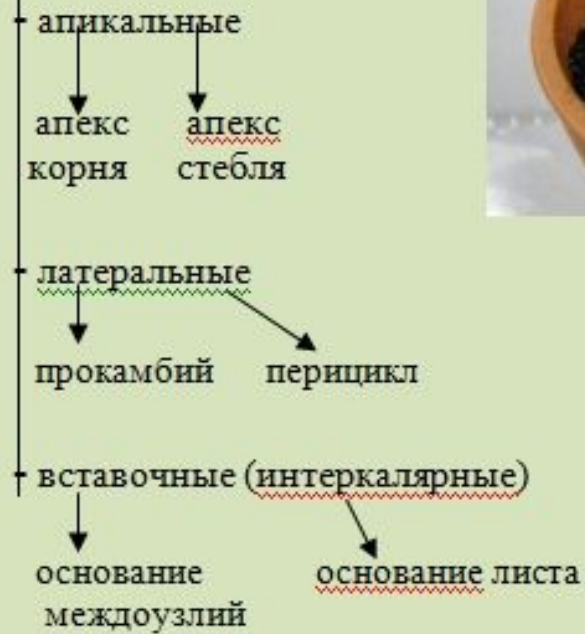 апикальные
апекс апекс
корня стебля
латеральные
прокамбий перицикл
вставочные (интеркалярные)
основание основание листа
междоузлий